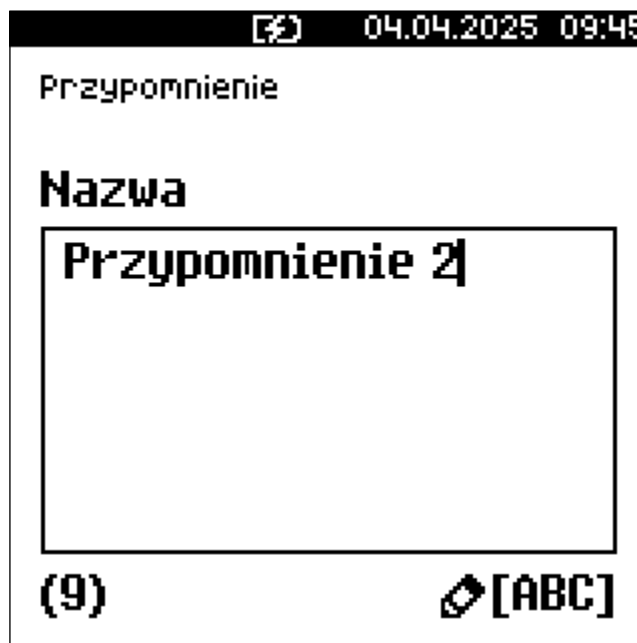 04.04.2025 09:45
Przypomnienie
Nazwa
Przypomnienie 2
(9)
[ABC]